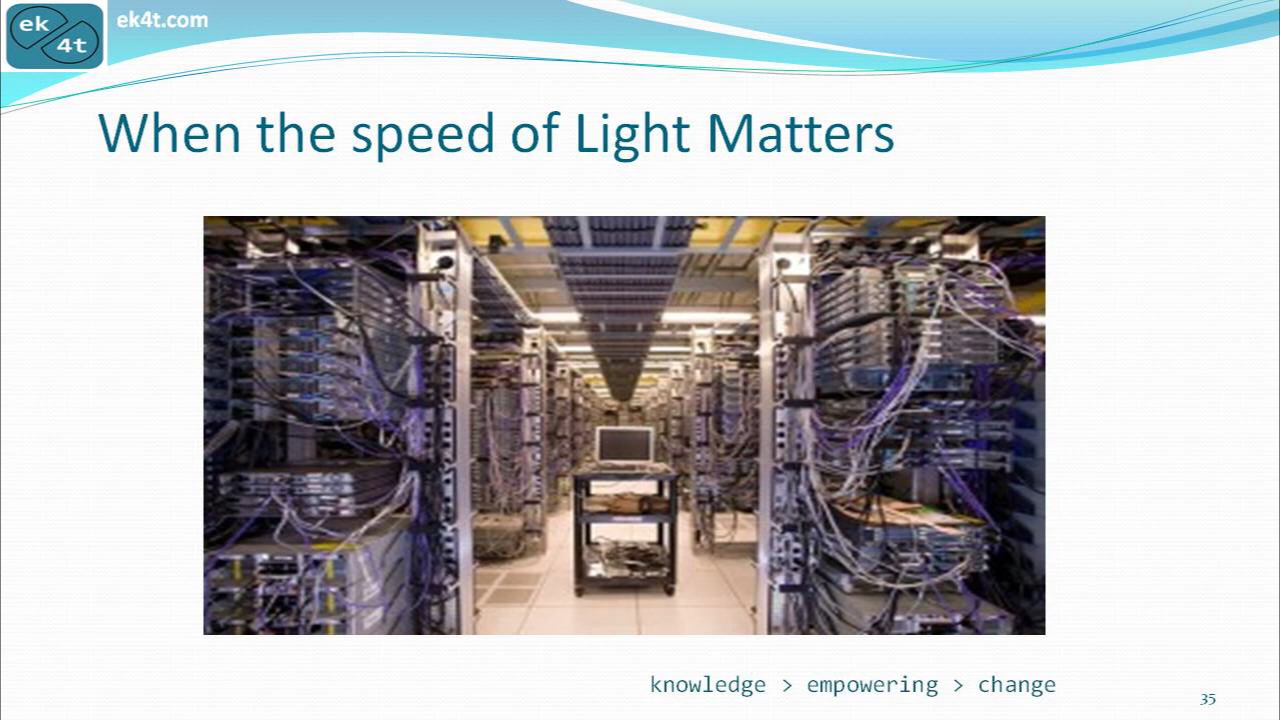 ek
4t
ek4t.com
When the speed of Light Matters
knowledge > empowering > change
35